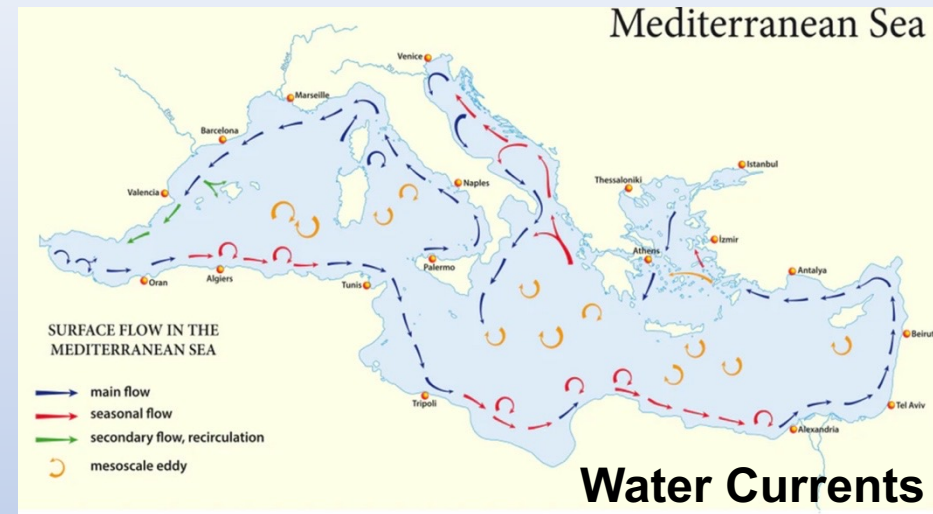 Mediterranean Sea
Venice
Marseille
Barcelona
Istanbul
Thessaloniki
Valencia
Naples
Izmir
Athens
Palermo
Antalya
Algiers
Oran
Tunis
SURFACE FLOW IN THE
MEDITERRANEAN SEA
Beirut
main flow
Tripoli
Tel Aviv
seasonal flow
Alexandria
secondary flow, recirculation
mesoscale eddy
Water Currents